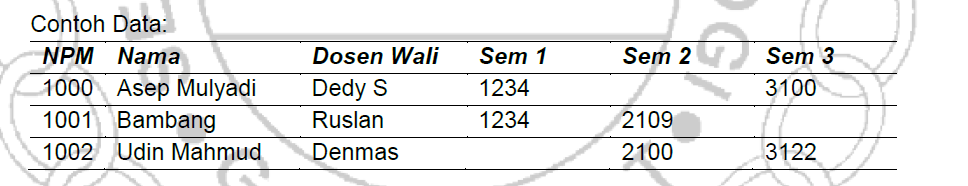 Contoh Data:
NPM Nama Dosen Wali Sem 1 Sem 2 Sem 3
1000 Asep Mulyadi Dedy S 1234 3100
1001 Bambang Ruslan 1234 2109
1002 Udin Mahmud Denmas 2100 3122